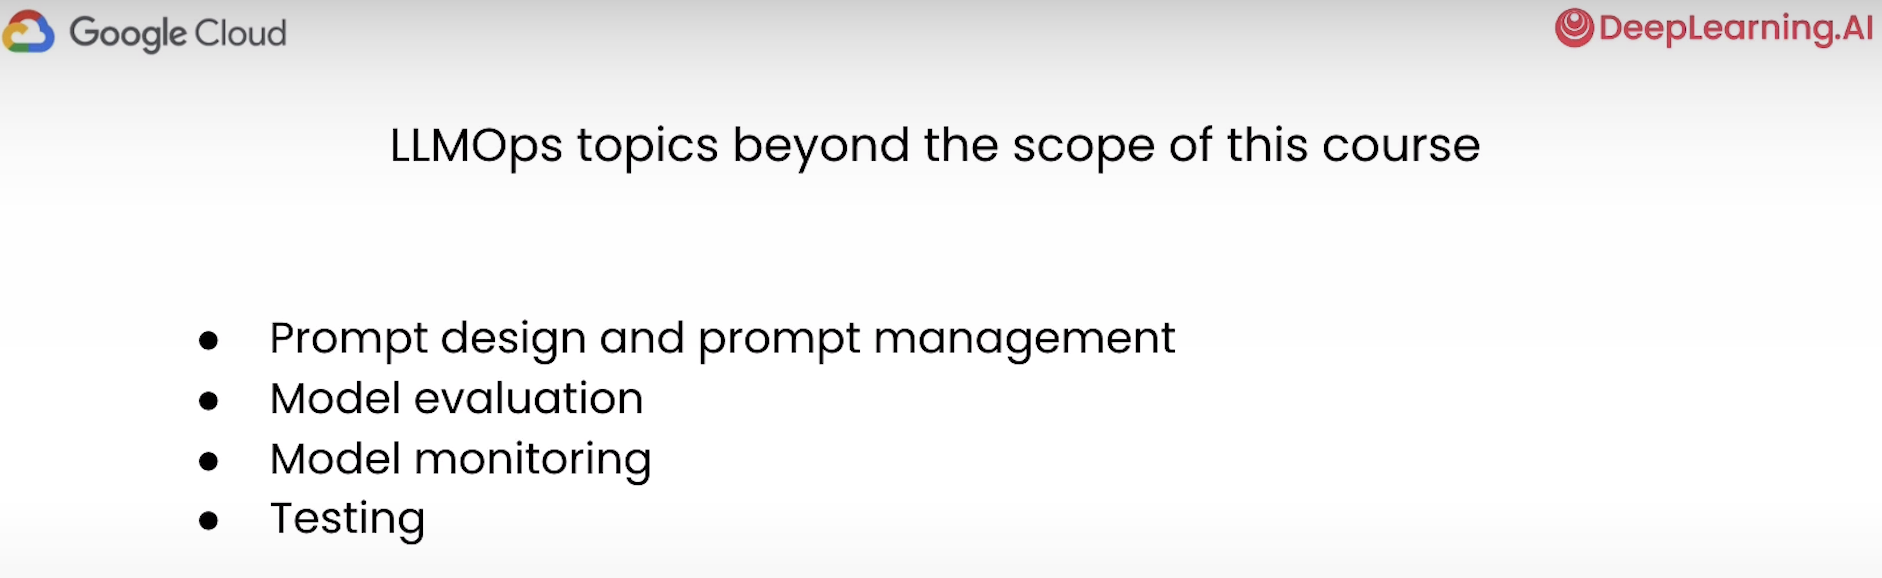 Google Cloud
DeepLearning.AI
LLMOps topics beyond the scope of this course
● Prompt design and prompt management
● Model evaluation
● Model monitoring
● Testing